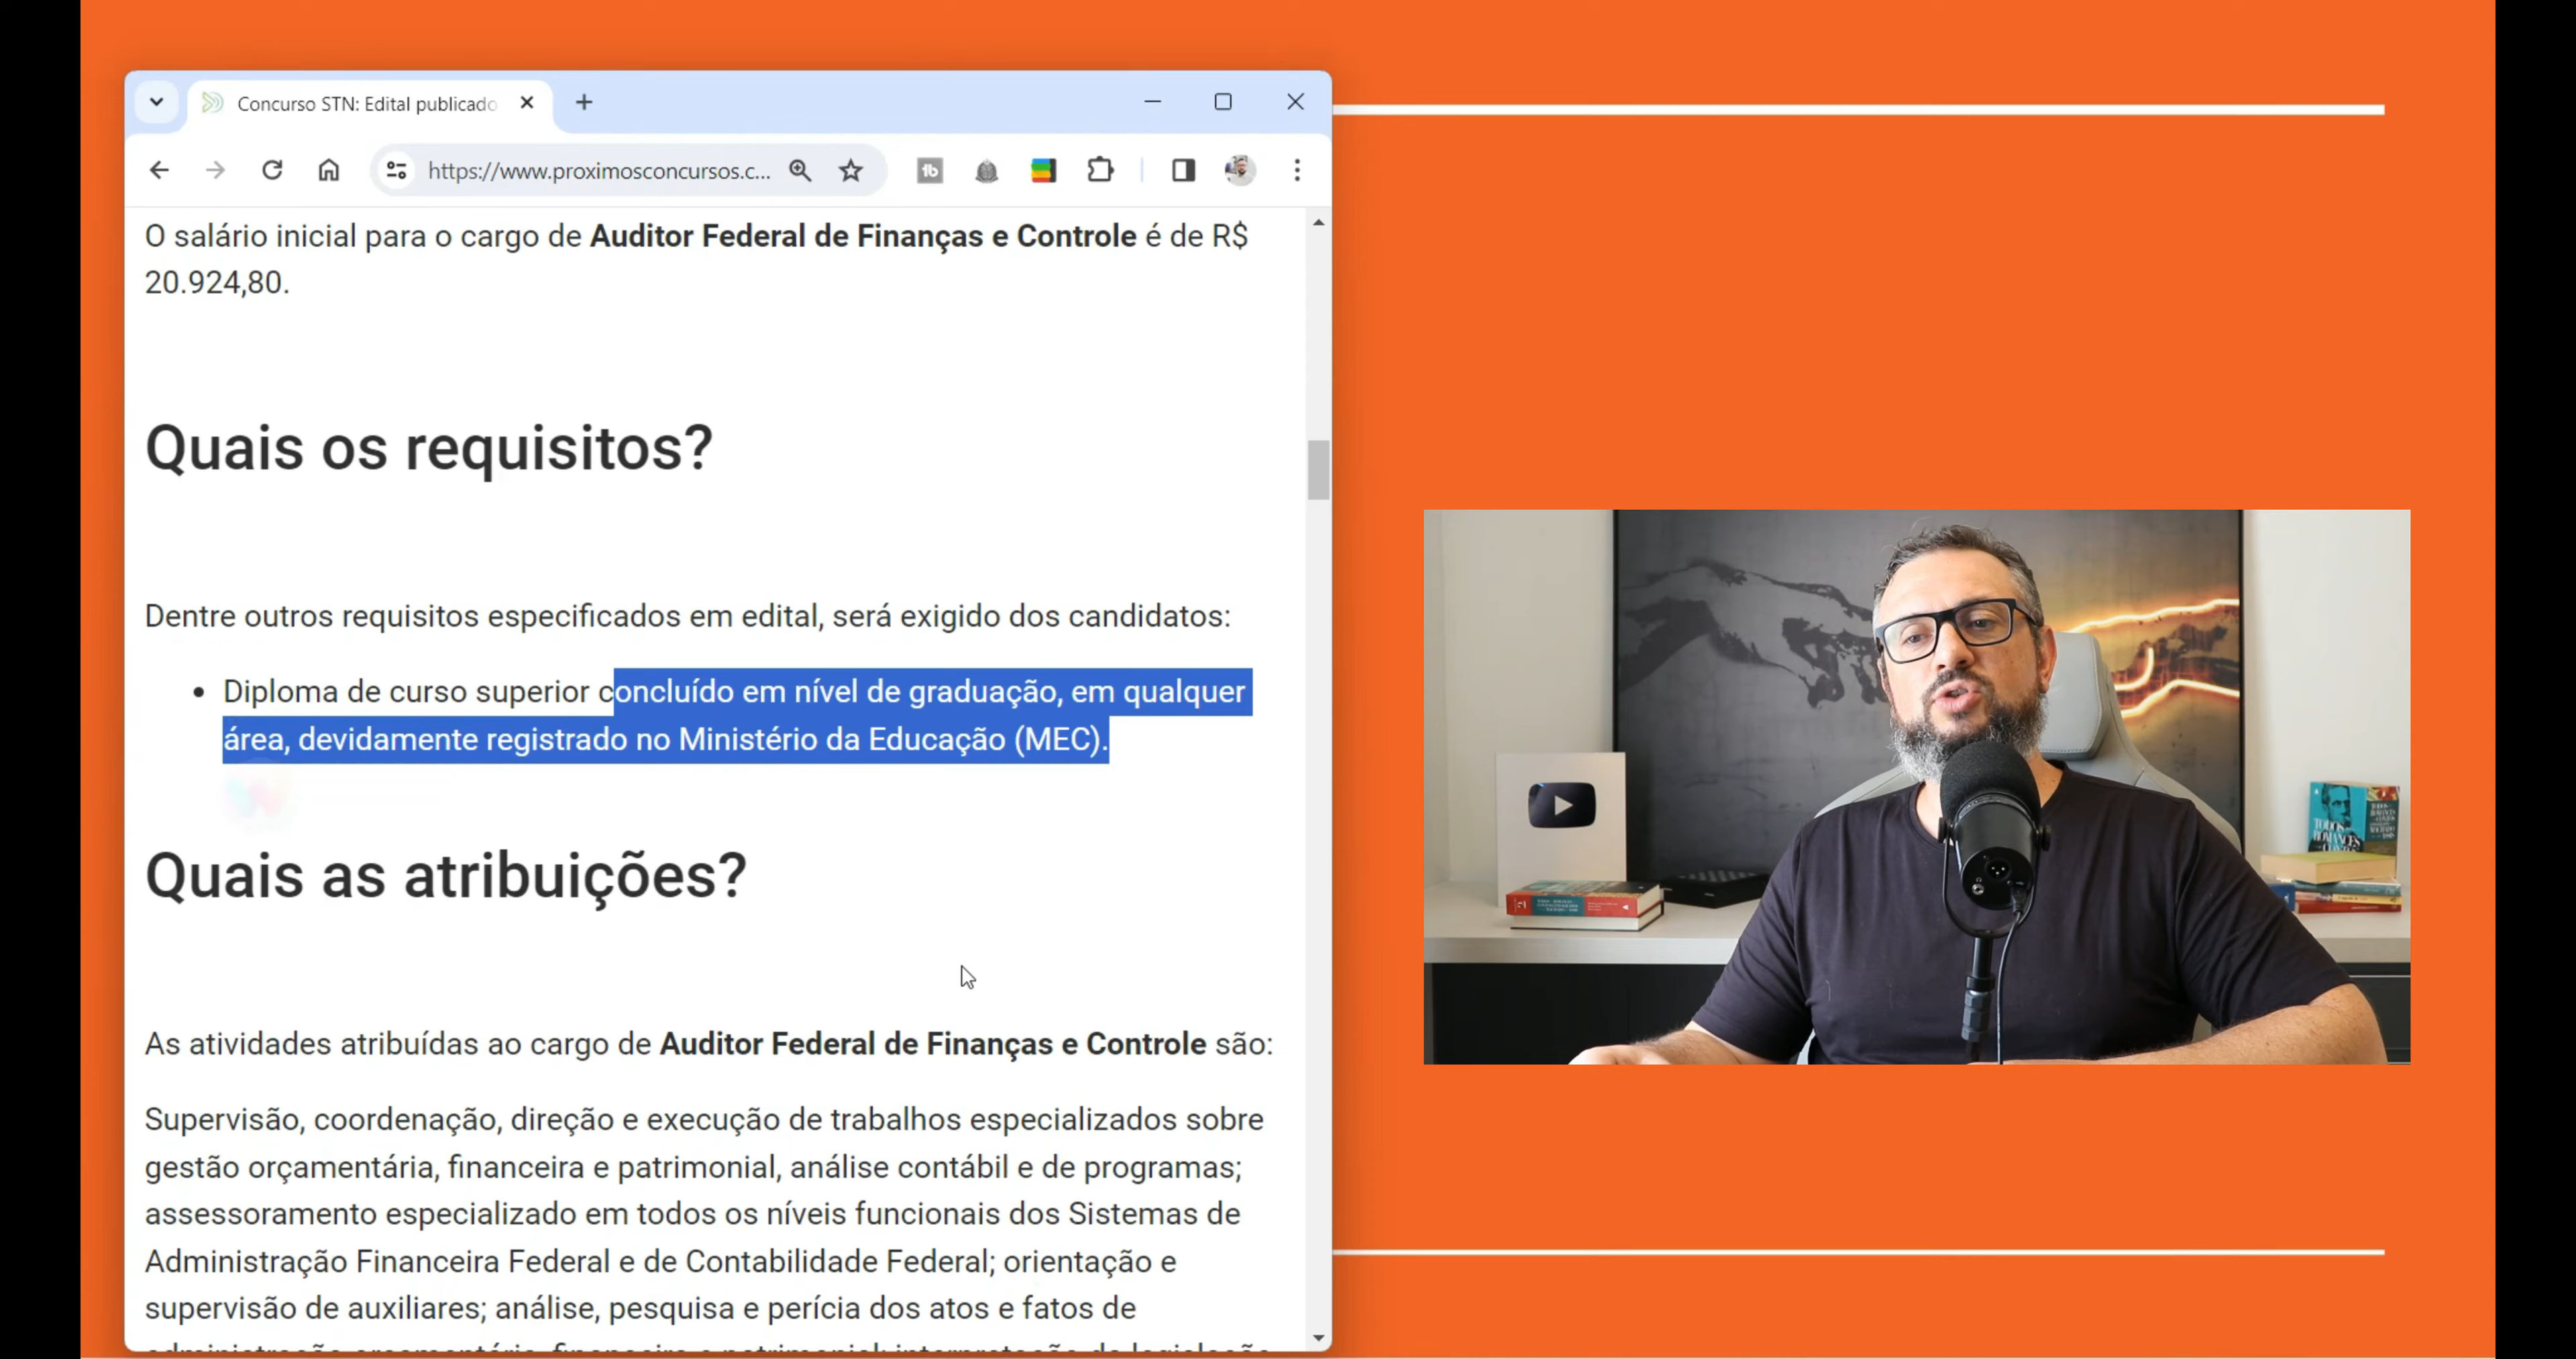 Concurso STN: Edital publicado
https://www.proximosconcursos.c...
O salário inicial para o cargo de Auditor Federal de Finanças e Controle é de R$
20.924,80.
Quais os requisitos?
Dentre outros requisitos especificados em edital, será exigido dos candidatos:
• Diploma de curso superior concluído em nível de graduação, em qualquer
área, devidamente registrado no Ministério da Educação (MEC).
Quais as atribuições?
As atividades atribuídas ao cargo de Auditor Federal de Finanças e Controle são:
Supervisão, coordenação, direção e execução de trabalhos especializados sobre
gestão orçamentária, financeira e patrimonial, análise contábil e de programas;
assessoramento especializado em todos os níveis funcionais dos Sistemas de
Administração Financeira Federal e de Contabilidade Federal; orientação e
supervisão de auxiliares; análise, pesquisa e perícia dos atos e fatos de
TODOS